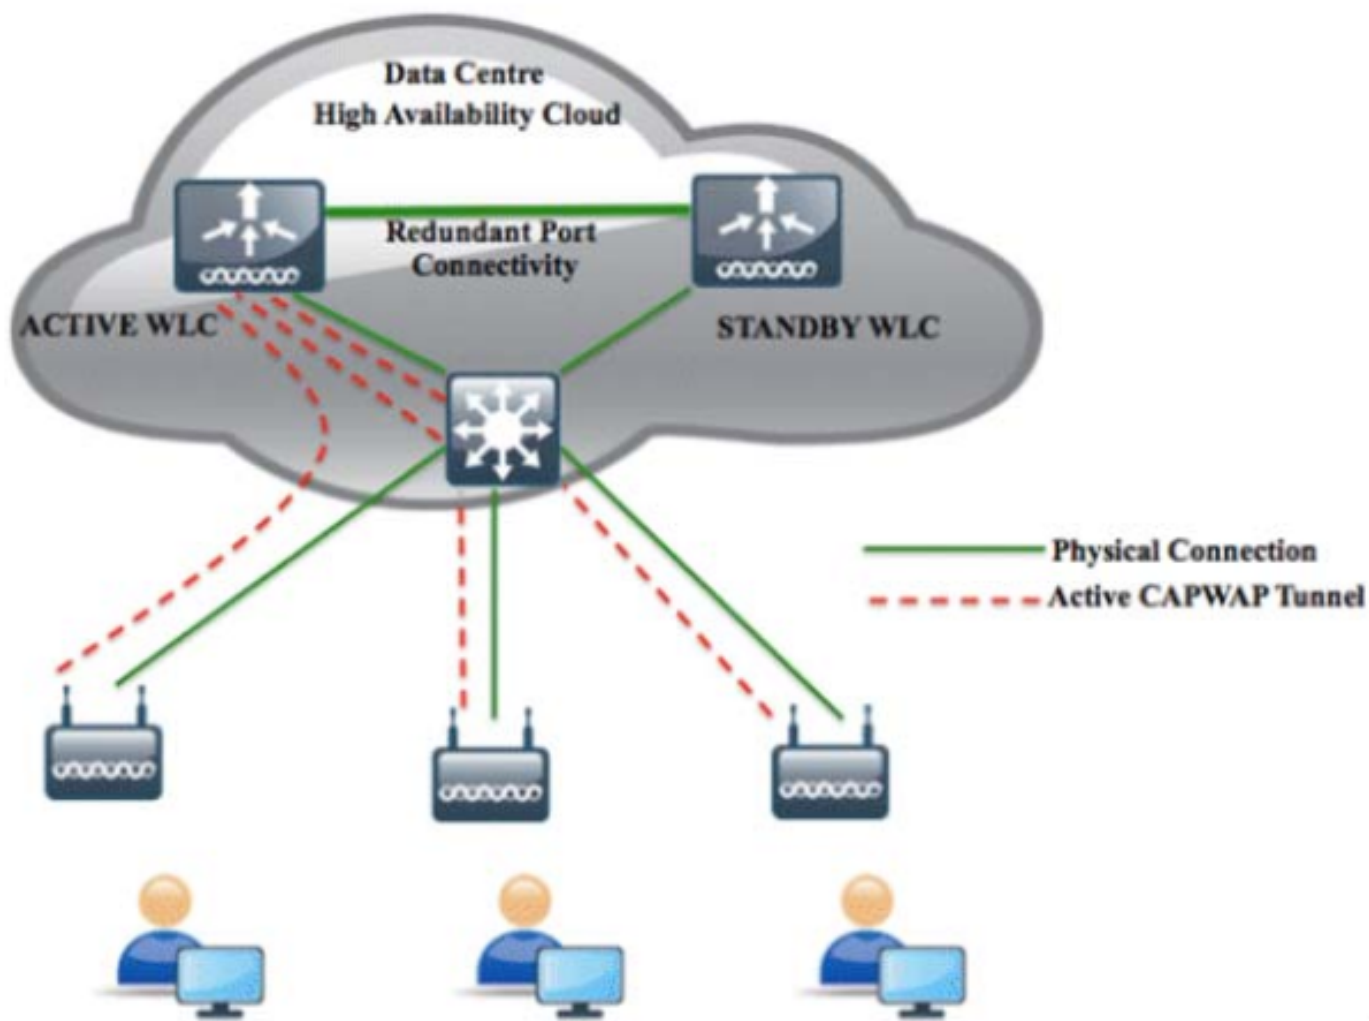 Data Centre
High Availability Cloud
Redundant Port
Connectivity
ACTIVE WLC
STANDBY WLC
Physical Connection
Active CAPWAP Tunnel